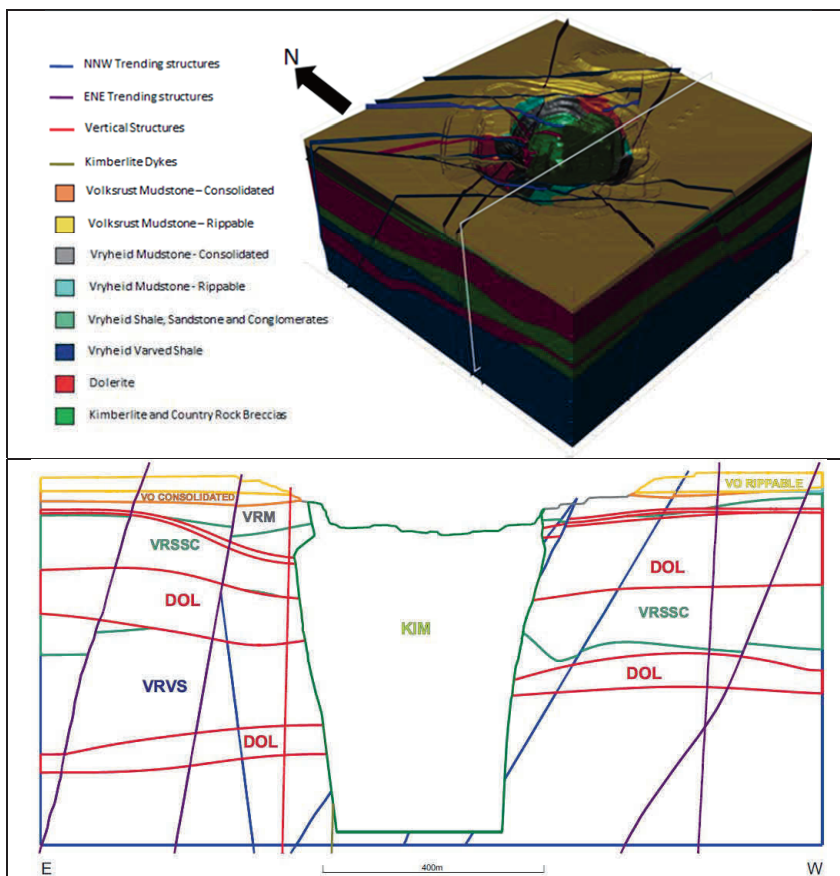 N
NNW Trending structures
ENE Trending structures
Vertical Structures
Kimberlite Dykes
Volksrust Mudstone – Consolidated
Volksrust Mudstone – Rippable
Vryheid Mudstone - Consolidated
Vryheid Mudstone - Rippable
Vryheid Shale, Sandstone and Conglomerates
Vryheid Varved Shale
Dolerite
Kimberlite and Country Rock Breccias
VO CONSOLIDATED
VO RIPPABLE
VRM
VRSSC
DOL
DOL
VRSSC
KIM
DOL
VRVS
DOL
E
400m
W